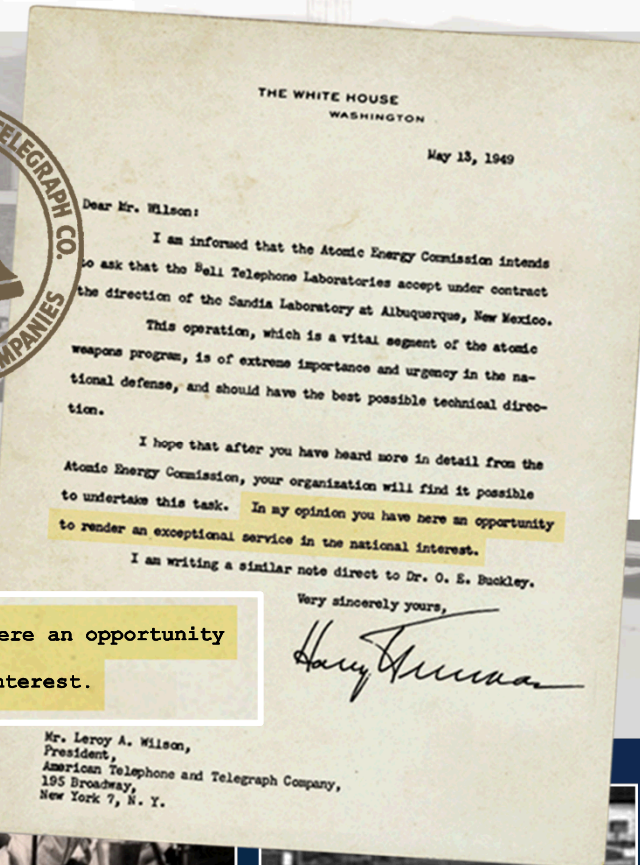 THE WHITE HOUSE
WASHINGTON
May 13, 1949
Dear Mr. Wilson:
I am informed that the Atomic Energy Commission intends
to ask that the Bell Telephone Laboratories accept under contract
the direction of the Sandia Laboratory at Albuquerque, New Mexico.
This operation, which is a vital segment of the atomic
weapons program, is of extreme importance and urgency in the na-
tional defense, and should have the best possible technical direc-
tion.
I hope that after you have heard more in detail from the
Atomic Energy Commission, your organization will find it possible
to undertake this task. In my opinion you have here an opportunity
to render an exceptional service in the national interest.
I am writing a similar note direct to Dr. O. E. Buckley.
Very sincerely yours,
Harry Truman
Mr. Leroy A. Wilson,
President,
American Telephone and Telegraph Company,
195 Broadway,
New York 7, N. Y.
ELEGRAPH CO.
MPANIES
ere an opportunity
nterest.